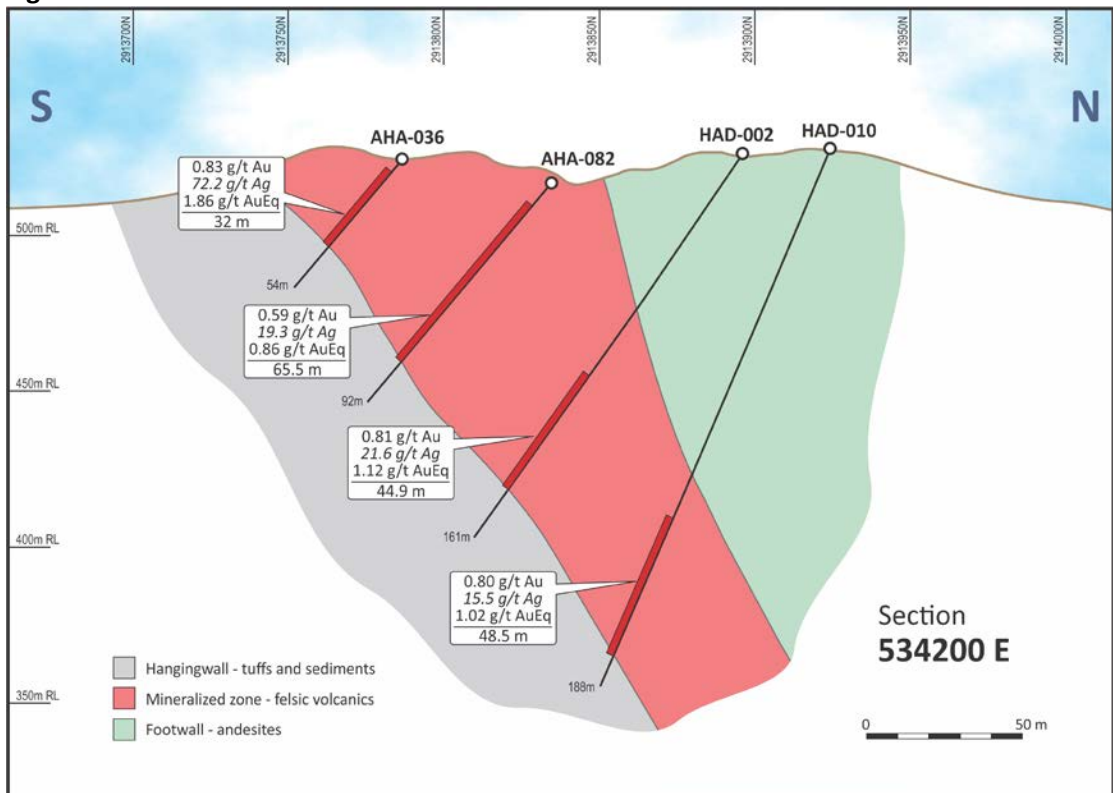 2913700N
2913750N
2913800N
2913850N
2913900N
2913950N
2914000N
S
N
AHA-036
AHA-082
HAD-002
HAD-010
0.83 g/t Au
72.2 g/t Ag
1.86 g/t AuEq
32 m
500m RL
54m
0.59 g/t Au
19.3 g/t Ag
0.86 g/t AuEq
65.5 m
450m RL
92m
0.81 g/t Au
21.6 g/t Ag
1.12 g/t AuEq
44.9 m
161m
400m RL
0.80 g/t Au
15.5 g/t Ag
1.02 g/t AuEq
48.5 m
188m
350m RL
Section
534200 E
Hangingwall - tuffs and sediments
Mineralized zone - felsic volcanics
Footwall - andesites
0 50 m